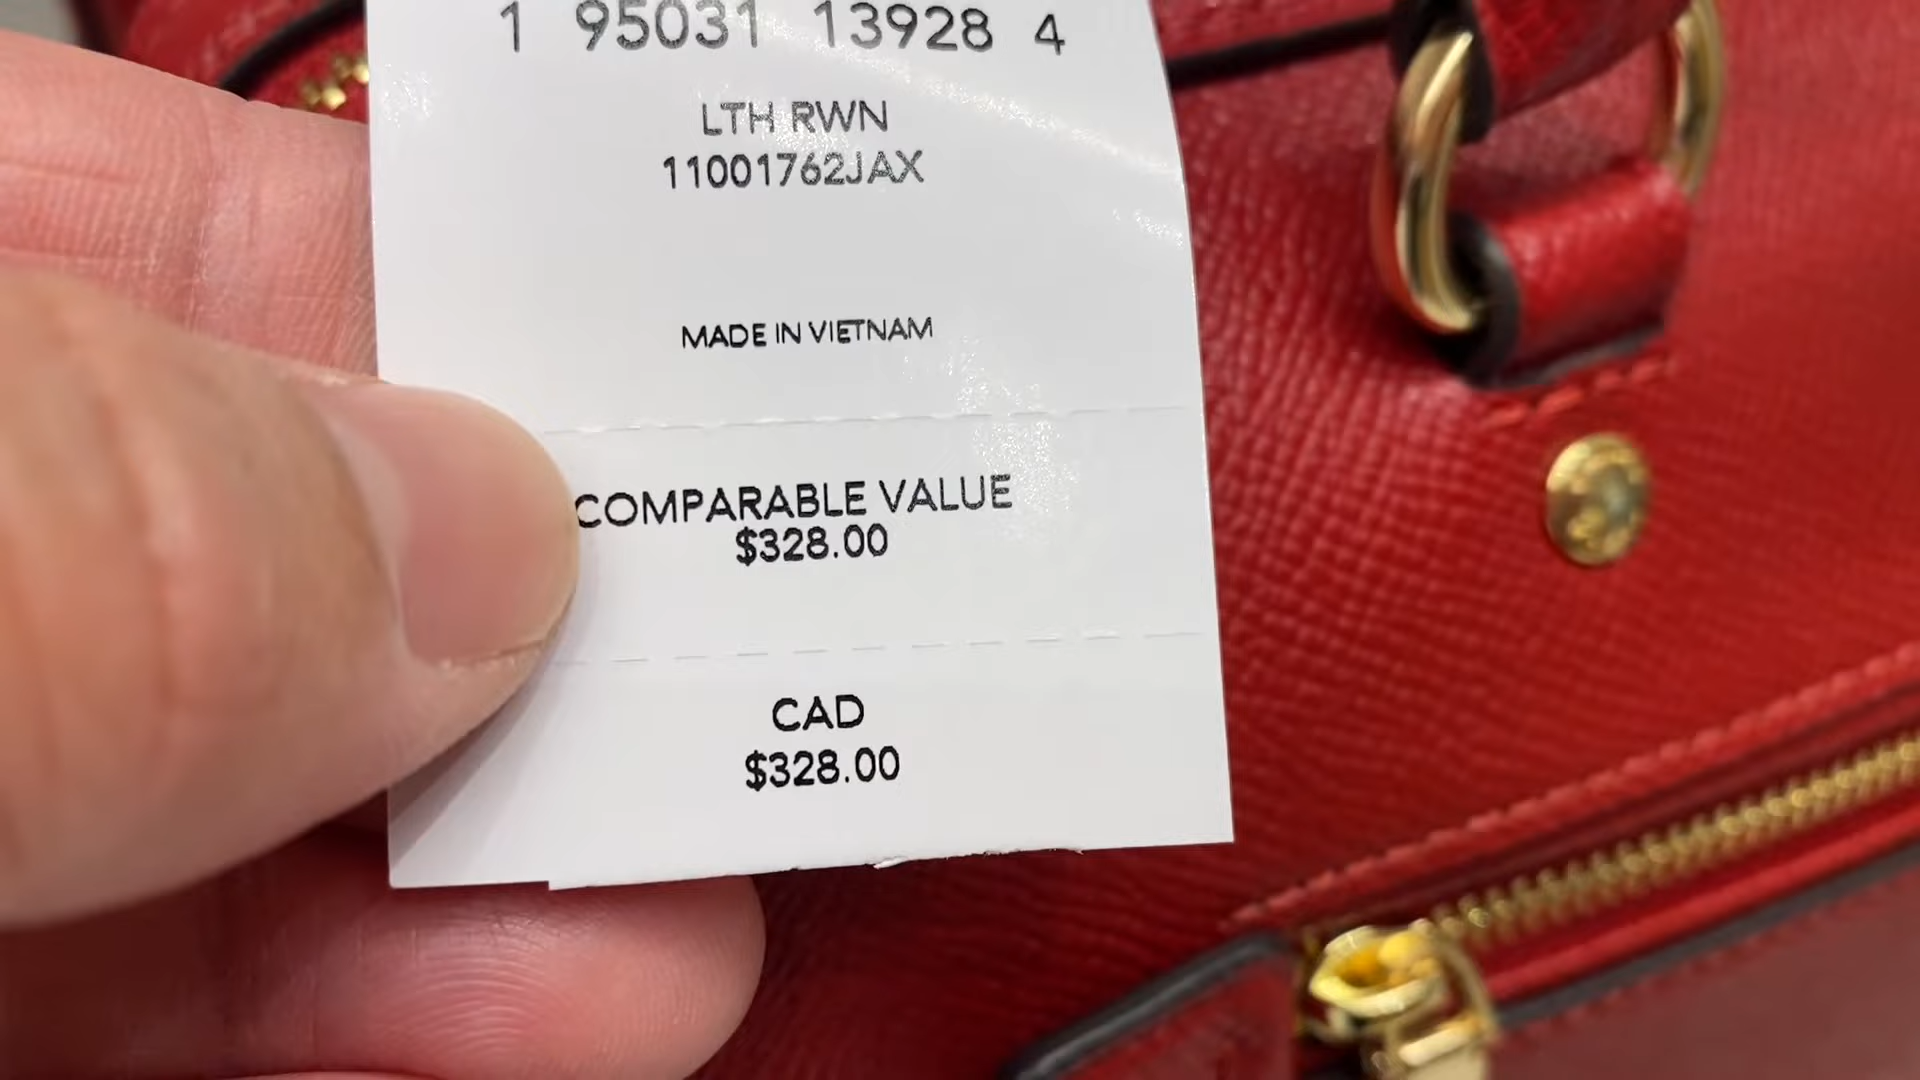 1 95031 13928 4
LTH RWN
11001762JAX
MADE IN VIETNAM
COMPARABLE VALUE
$328.00
CAD
$328.00